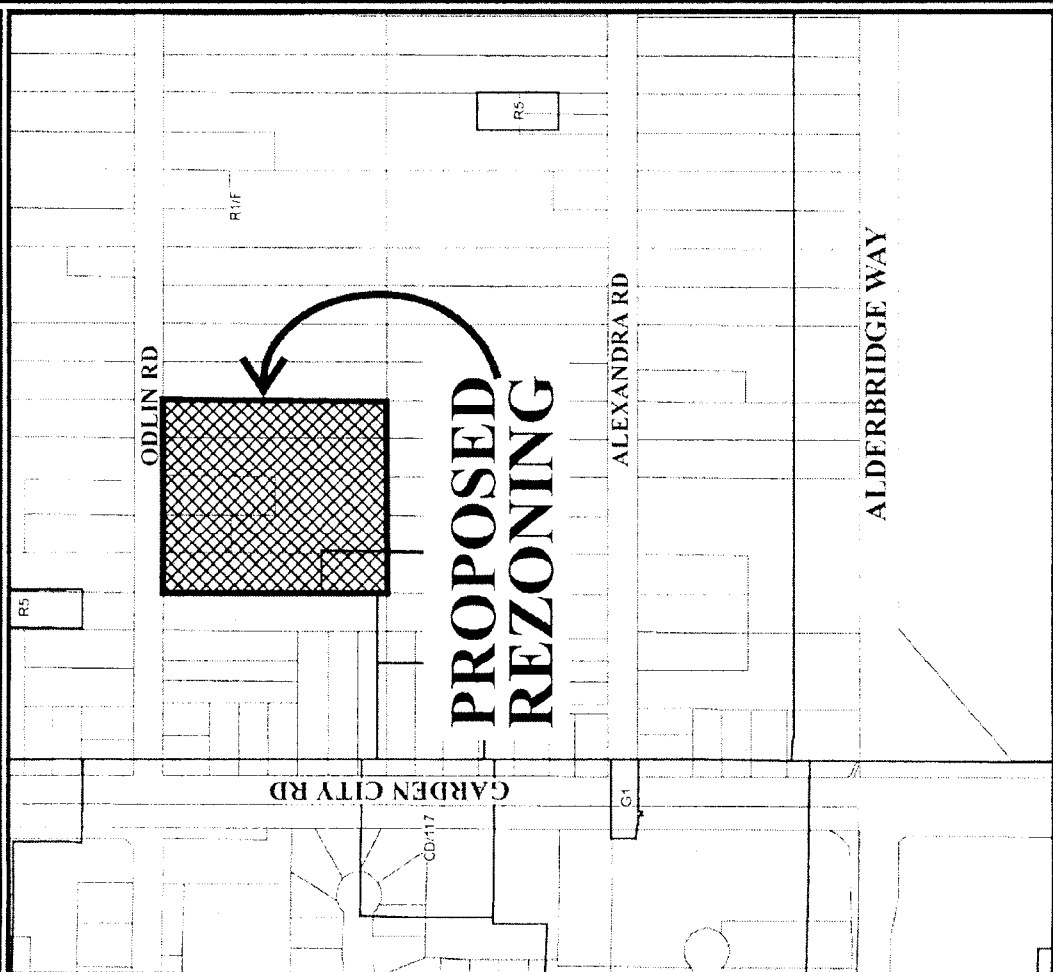 ODLIN RD
R5
R1/F
R5
PROPOSED
REZONING
ALEXANDRA RD
ALDERBRIDGE WAY
GARDEN CITY RD
CD/117
G1